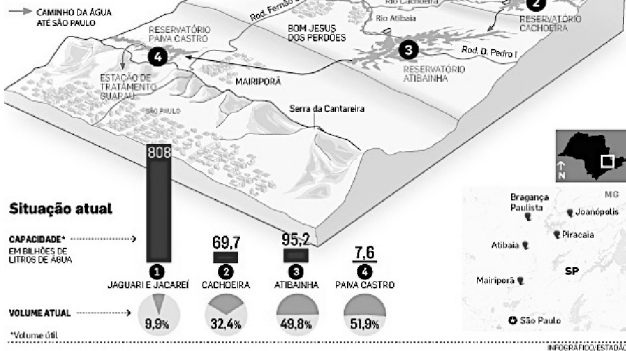 CAMINHO DA ÁGUA
ATÉ SÃO PAULO
Rio Cachoeira
2
RESERVATÓRIO
CACHOEIRA
Rod. Fernão
Rio Atibaia
RESERVATÓRIO
PAIVA CASTRO
BOM JESUS
DOS PERDÕES
3
Rod. D. Pedro I
4
RESERVATÓRIO
ATIBAINHA
ESTAÇÃO DE
TRATAMENTO
GUARAÚ
MAIRIPORÃ
SÃO PAULO
Serra da Cantareira
N
Situação atual
CAPACIDADE*
EM BILHÕES DE
LITROS DE ÁGUA
808
69,7
95,2
7,6
1
2
3
4
JAGUARI E JACAREÍ
CACHOEIRA
ATIBAINHA
PAIVA CASTRO
VOLUME ATUAL
9,9%
32,4%
49,8%
51,9%
*Volume útil
MG
Bragança
Paulista
Joanópolis
Piracaia
Atibaia
SP
Mairiporã
São Paulo
INFOGRÁFICO/ESTADÃO